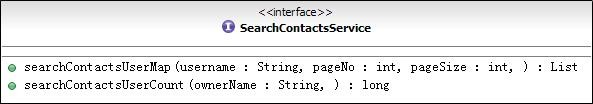 <<interface>>
SearchContactsService
searchContactsUserMap(username : String, pageNo : int, pageSize : int, ) : List
searchContactsUserCount(ownerName : String, ) : long